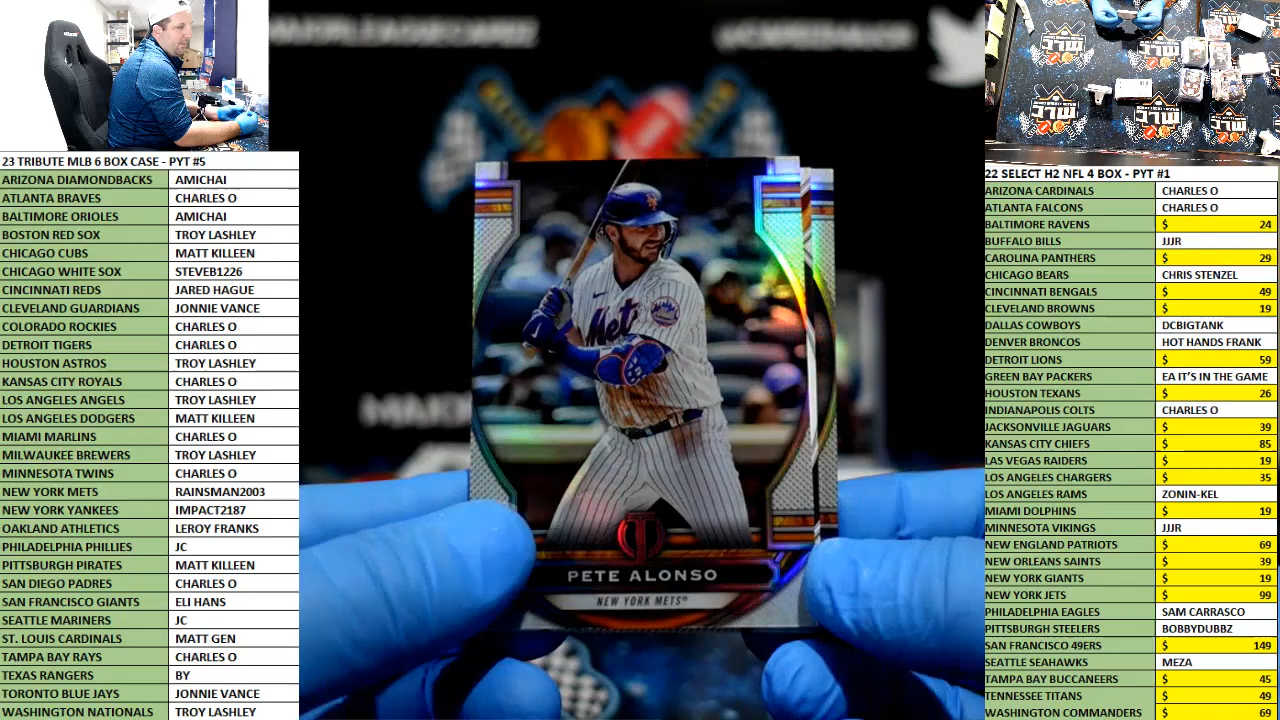 23 TRIBUTE MLB 6 BOX CASE - PYT #5
ARIZONA DIAMONDBACKS AMICHAI
ATLANTA BRAVES CHARLES O
BALTIMORE ORIOLES AMICHAI
BOSTON RED SOX TROY LASHLEY
CHICAGO CUBS MATT KILLEEN
CHICAGO WHITE SOX STEVEB1226
CINCINNATI REDS JARED HAGUE
CLEVELAND GUARDIANS JONNIE VANCE
COLORADO ROCKIES CHARLES O
DETROIT TIGERS CHARLES O
HOUSTON ASTROS TROY LASHLEY
KANSAS CITY ROYALS CHARLES O
LOS ANGELES ANGELS TROY LASHLEY
LOS ANGELES DODGERS MATT KILLEEN
MIAMI MARLINS CHARLES O
MILWAUKEE BREWERS TROY LASHLEY
MINNESOTA TWINS CHARLES O
NEW YORK METS RAINSMAN2003
NEW YORK YANKEES IMPACT2187
OAKLAND ATHLETICS LEROY FRANKS
PHILADELPHIA PHILLIES JC
PITTSBURGH PIRATES MATT KILLEEN
SAN DIEGO PADRES CHARLES O
SAN FRANCISCO GIANTS ELI HANS
SEATTLE MARINERS JC
ST. LOUIS CARDINALS MATT GEN
TAMPA BAY RAYS CHARLES O
TEXAS RANGERS BY
TORONTO BLUE JAYS JONNIE VANCE
WASHINGTON NATIONALS TROY LASHLEY
Mets
PETE ALONSO
NEW YORK METS®
22 SELECT H2 NFL 4 BOX - PYT #1
ARIZONA CARDINALS CHARLES O
ATLANTA FALCONS CHARLES O
BALTIMORE RAVENS $ 24
BUFFALO BILLS JJJR
CAROLINA PANTHERS $ 29
CHICAGO BEARS CHRIS STENZEL
CINCINNATI BENGALS $ 49
CLEVELAND BROWNS $ 19
DALLAS COWBOYS DCBIGTANK
DENVER BRONCOS HOT HANDS FRANK
DETROIT LIONS $ 59
GREEN BAY PACKERS EA IT'S IN THE GAME
HOUSTON TEXANS $ 26
INDIANAPOLIS COLTS CHARLES O
JACKSONVILLE JAGUARS $ 39
KANSAS CITY CHIEFS $ 85
LAS VEGAS RAIDERS $ 19
LOS ANGELES CHARGERS $ 35
LOS ANGELES RAMS ZONIN-KEL
MIAMI DOLPHINS $ 19
MINNESOTA VIKINGS JJJR
NEW ENGLAND PATRIOTS $ 69
NEW ORLEANS SAINTS $ 39
NEW YORK GIANTS $ 19
NEW YORK JETS $ 99
PHILADELPHIA EAGLES SAM CARRASCO
PITTSBURGH STEELERS BOBBYDUBBZ
SAN FRANCISCO 49ERS $ 149
SEATTLE SEAHAWKS MEZA
TAMPA BAY BUCCANEERS $ 45
TENNESSEE TITANS $ 49
WASHINGTON COMMANDERS $ 69